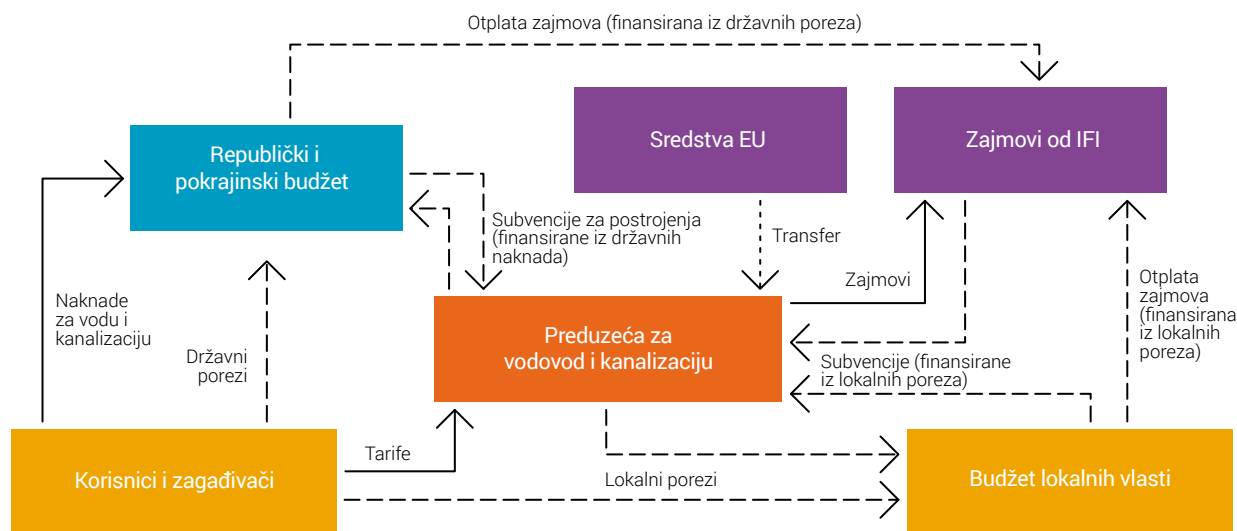 Otplata zajmova (finansirana iz državnih poreza)
Republički i
pokrajinski budžet
Sredstva EU
Zajmovi od IFI
Subvencije za postrojenja
(finansirane iz državnih
naknada)
Transfer
Zajmovi
Otplata
zajmova
(finansirana
iz lokalnih
poreza)
Naknade
za vodu i
kanalizaciju
Državni
porezi
Preduzeća za
vodovod i kanalizaciju
Subvencije (finansirane
iz lokalnih poreza)
Korisnici i zagađivači
Tarife
Lokalni porezi
Budžet lokalnih vlasti